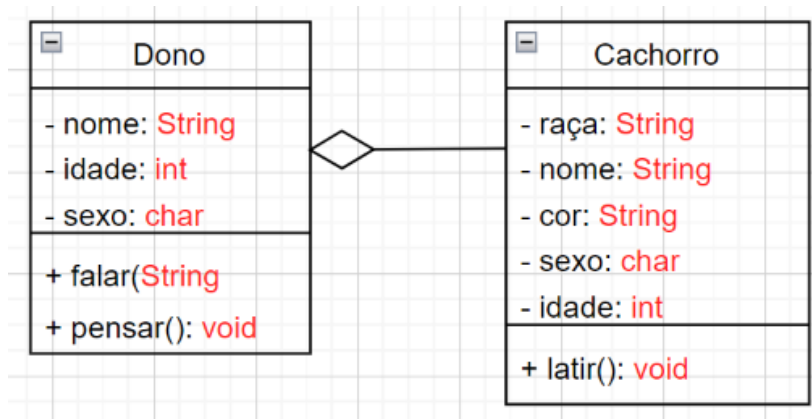 Dono
- nome: String
- idade: int
- sexo: char
+ falar(String
+ pensar(): void
Cachorro
- raça: String
- nome: String
- cor: String
- sexo: char
- idade: int
+ latir(): void